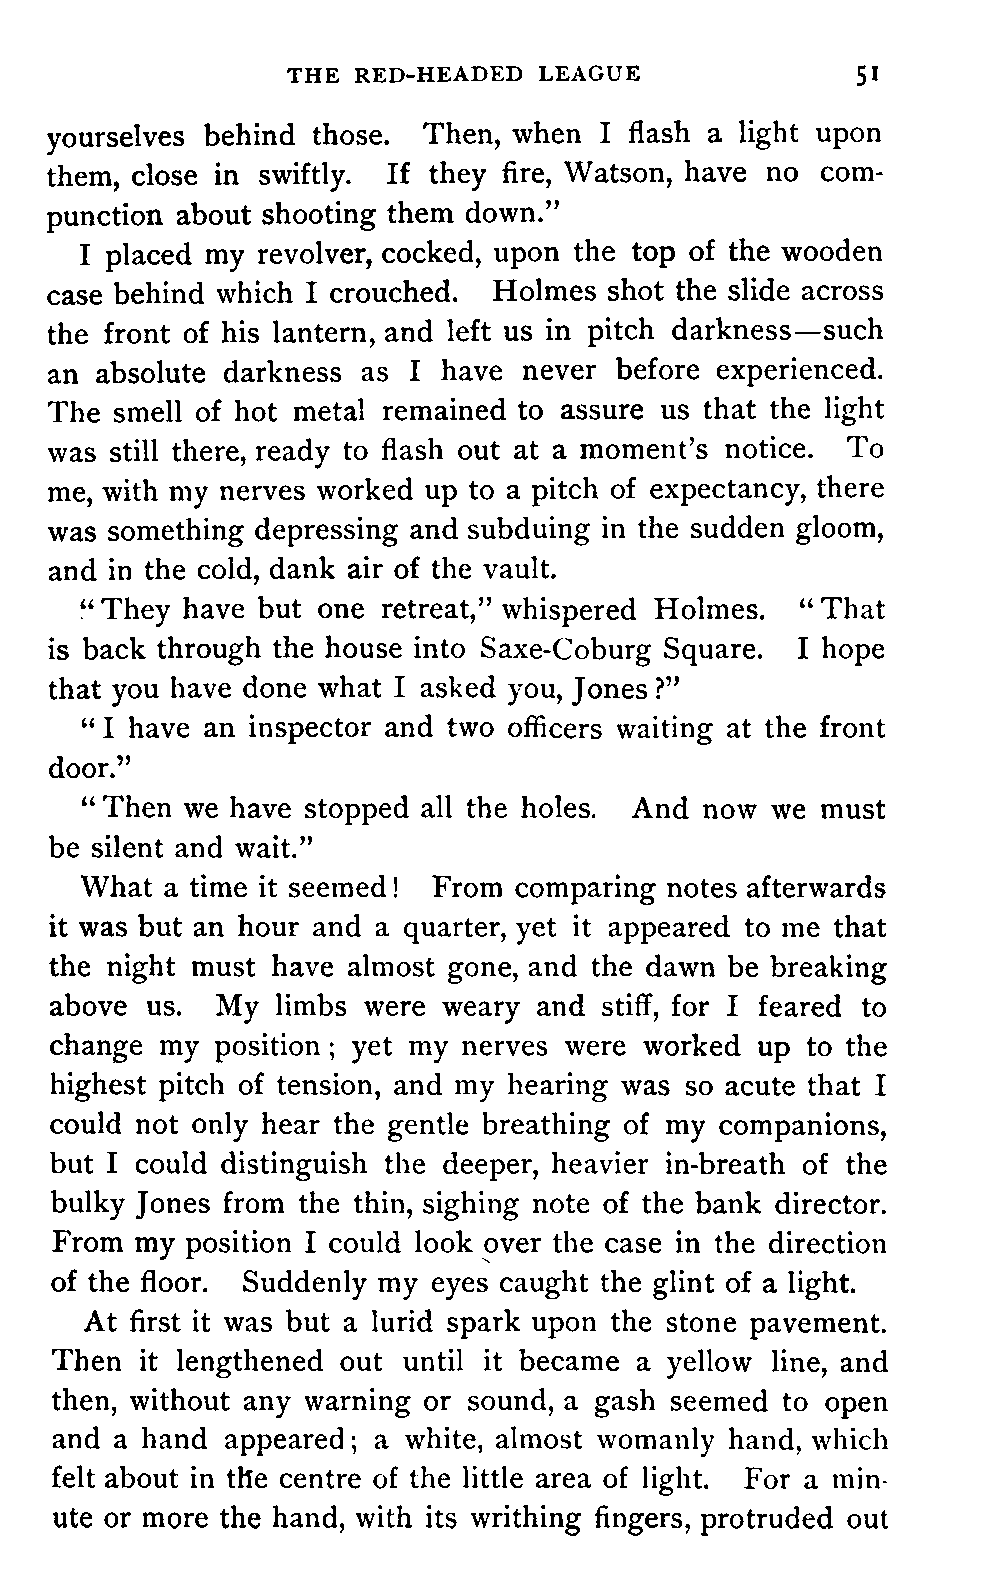 THE RED-HEADED LEAGUE 51
yourselves behind those. Then, when I flash a light upon
them, close in swiftly. If they fire, Watson, have no com-
punction about shooting them down.”
I placed my revolver, cocked, upon the top of the wooden
case behind which I crouched. Holmes shot the slide across
the front of his lantern, and left us in pitch darkness—such
an absolute darkness as I have never before experienced.
The smell of hot metal remained to assure us that the light
was still there, ready to flash out at a moment’s notice. To
me, with my nerves worked up to a pitch of expectancy, there
was something depressing and subduing in the sudden gloom,
and in the cold, dank air of the vault.
“They have but one retreat,” whispered Holmes. “That
is back through the house into Saxe-Coburg Square. I hope
that you have done what I asked you, Jones?”
“I have an inspector and two officers waiting at the front
door.”
“Then we have stopped all the holes. And now we must
be silent and wait.”
What a time it seemed! From comparing notes afterwards
it was but an hour and a quarter, yet it appeared to me that
the night must have almost gone, and the dawn be breaking
above us. My limbs were weary and stiff, for I feared to
change my position; yet my nerves were worked up to the
highest pitch of tension, and my hearing was so acute that I
could not only hear the gentle breathing of my companions,
but I could distinguish the deeper, heavier in-breath of the
bulky Jones from the thin, sighing note of the bank director.
From my position I could look over the case in the direction
of the floor. Suddenly my eyes caught the glint of a light.
At first it was but a lurid spark upon the stone pavement.
Then it lengthened out until it became a yellow line, and
then, without any warning or sound, a gash seemed to open
and a hand appeared; a white, almost womanly hand, which
felt about in the centre of the little area of light. For a min-
ute or more the hand, with its writhing fingers, protruded out